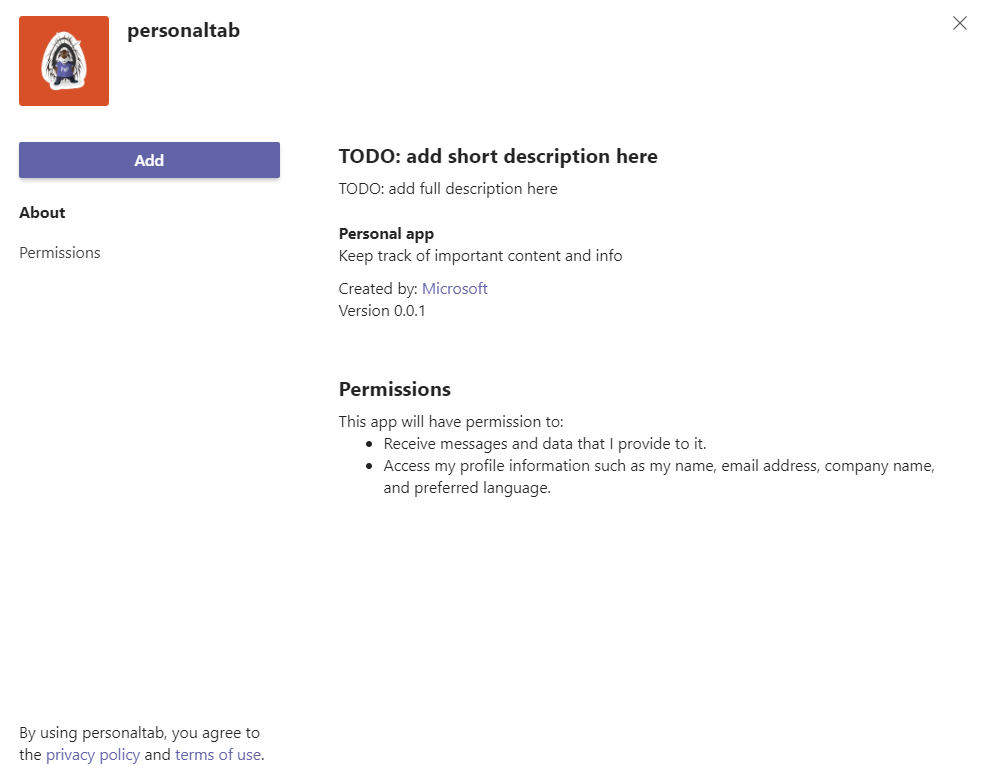 personaltab
Add
About
Permissions
TODO: add short description here
TODO: add full description here
Personal app
Keep track of important content and info
Created by: Microsoft
Version 0.0.1
Permissions
This app will have permission to:
Receive messages and data that I provide to it.
Access my profile information such as my name, email address, company name,
and preferred language.
By using personaltab, you agree to
the privacy policy and terms of use.